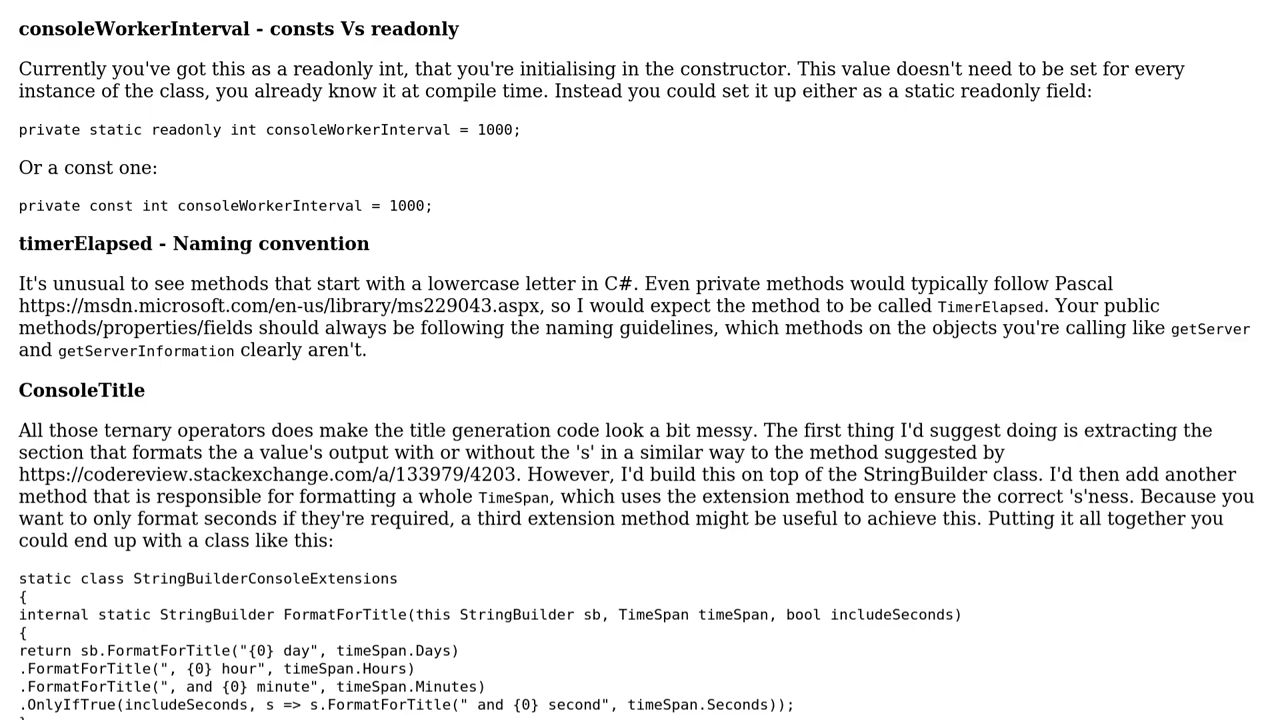 consoleWorkerInterval - consts Vs readonly
Currently you've got this as a readonly int, that you're initialising in the constructor. This value doesn't need to be set for every
instance of the class, you already know it at compile time. Instead you could set it up either as a static readonly field:
private static readonly int consoleWorkerInterval = 1000;
Or a const one:
private const int consoleWorkerInterval = 1000;
timerElapsed - Naming convention
It's unusual to see methods that start with a lowercase letter in C#. Even private methods would typically follow Pascal
https://msdn.microsoft.com/en-us/library/ms229043.aspx, so I would expect the method to be called TimerElapsed. Your public
methods/properties/fields should always be following the naming guidelines, which methods on the objects you're calling like getServer
and getServerInformation clearly aren't.
ConsoleTitle
All those ternary operators does make the title generation code look a bit messy. The first thing I'd suggest doing is extracting the
section that formats the a value's output with or without the 's' in a similar way to the method suggested by
https://codereview.stackexchange.com/a/133979/4203. However, I'd build this on top of the StringBuilder class. I'd then add another
method that is responsible for formatting a whole TimeSpan, which uses the extension method to ensure the correct 's'ness. Because you
want to only format seconds if they're required, a third extension method might be useful to achieve this. Putting it all together you
could end up with a class like this:
static class StringBuilderConsoleExtensions
{
internal static StringBuilder FormatForTitle(this StringBuilder sb, TimeSpan timeSpan, bool includeSeconds)
{
return sb.FormatForTitle("{0} day", timeSpan.Days)
.FormatForTitle(", {0} hour", timeSpan.Hours)
.FormatForTitle(", and {0} minute", timeSpan.Minutes)
.OnlyIfTrue(includeSeconds, s => s.FormatForTitle(" and {0} second", timeSpan.Seconds));
}